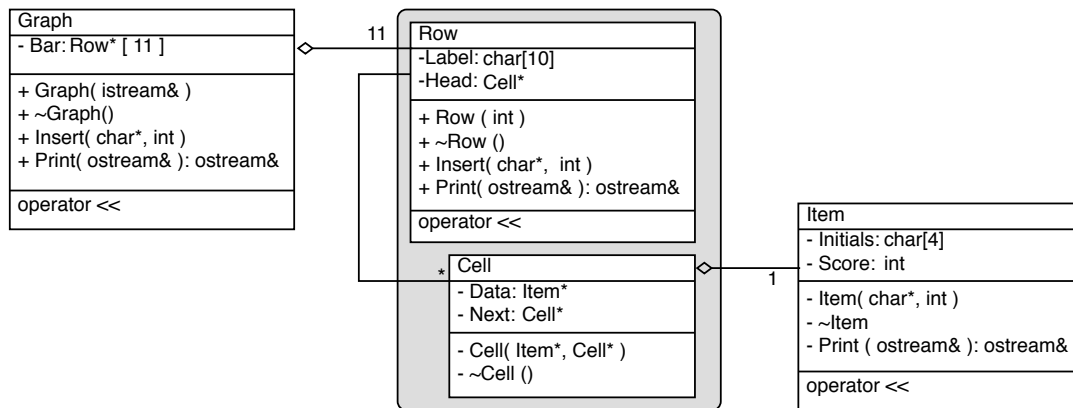 Graph
- Bar: Row* [ 11 ]
+ Graph( istream& )
+ ~Graph()
+ Insert( char*, int )
+ Print( ostream& ): ostream&
operator <<
11
Row
-Label: char[10]
-Head: Cell*
+ Row ( int )
+ ~Row ()
+ Insert( char*, int )
+ Print( ostream& ): ostream&
operator <<
*
Cell
- Data: Item*
- Next: Cell*
- Cell( Item*, Cell* )
- ~Cell ()
1
Item
- Initials: char[4]
- Score: int
- Item( char*, int )
- ~Item
- Print ( ostream& ): ostream&
operator <<